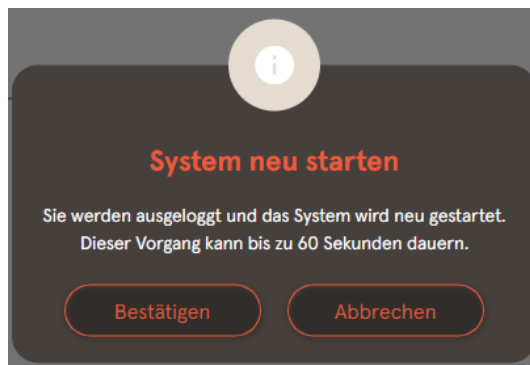 System neu starten
Sie werden ausgeloggt und das System wird neu gestartet.
Dieser Vorgang kann bis zu 60 Sekunden dauern.
Bestätigen
Abbrechen